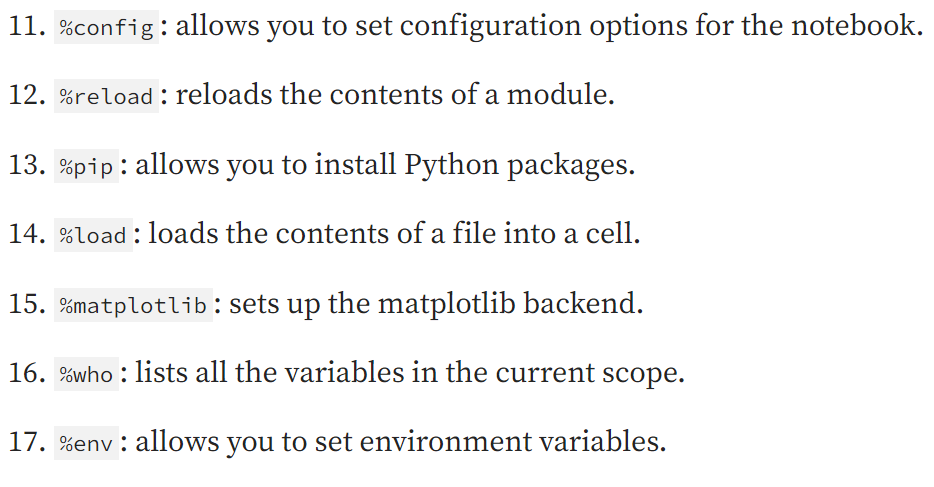 11. %config: allows you to set configuration options for the notebook.
12. %reload: reloads the contents of a module.
13. %pip: allows you to install Python packages.
14. %load: loads the contents of a file into a cell.
15. %matplotlib: sets up the matplotlib backend.
16. %who: lists all the variables in the current scope.
17. %env: allows you to set environment variables.